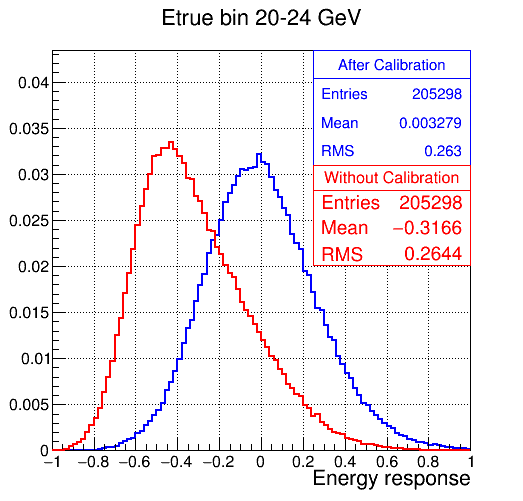 Etrue bin 20-24 GeV
After Calibration
Entries 205298
Mean 0.003279
RMS 0.263
Without Calibration
Entries 205298
Mean −0.3166
RMS 0.2644
0.04
0.035
0.03
0.025
0.02
0.015
0.01
0.005
0
−1 −0.8 −0.6 −0.4 −0.2 0 0.2 0.4 0.6 0.8 1
Energy response